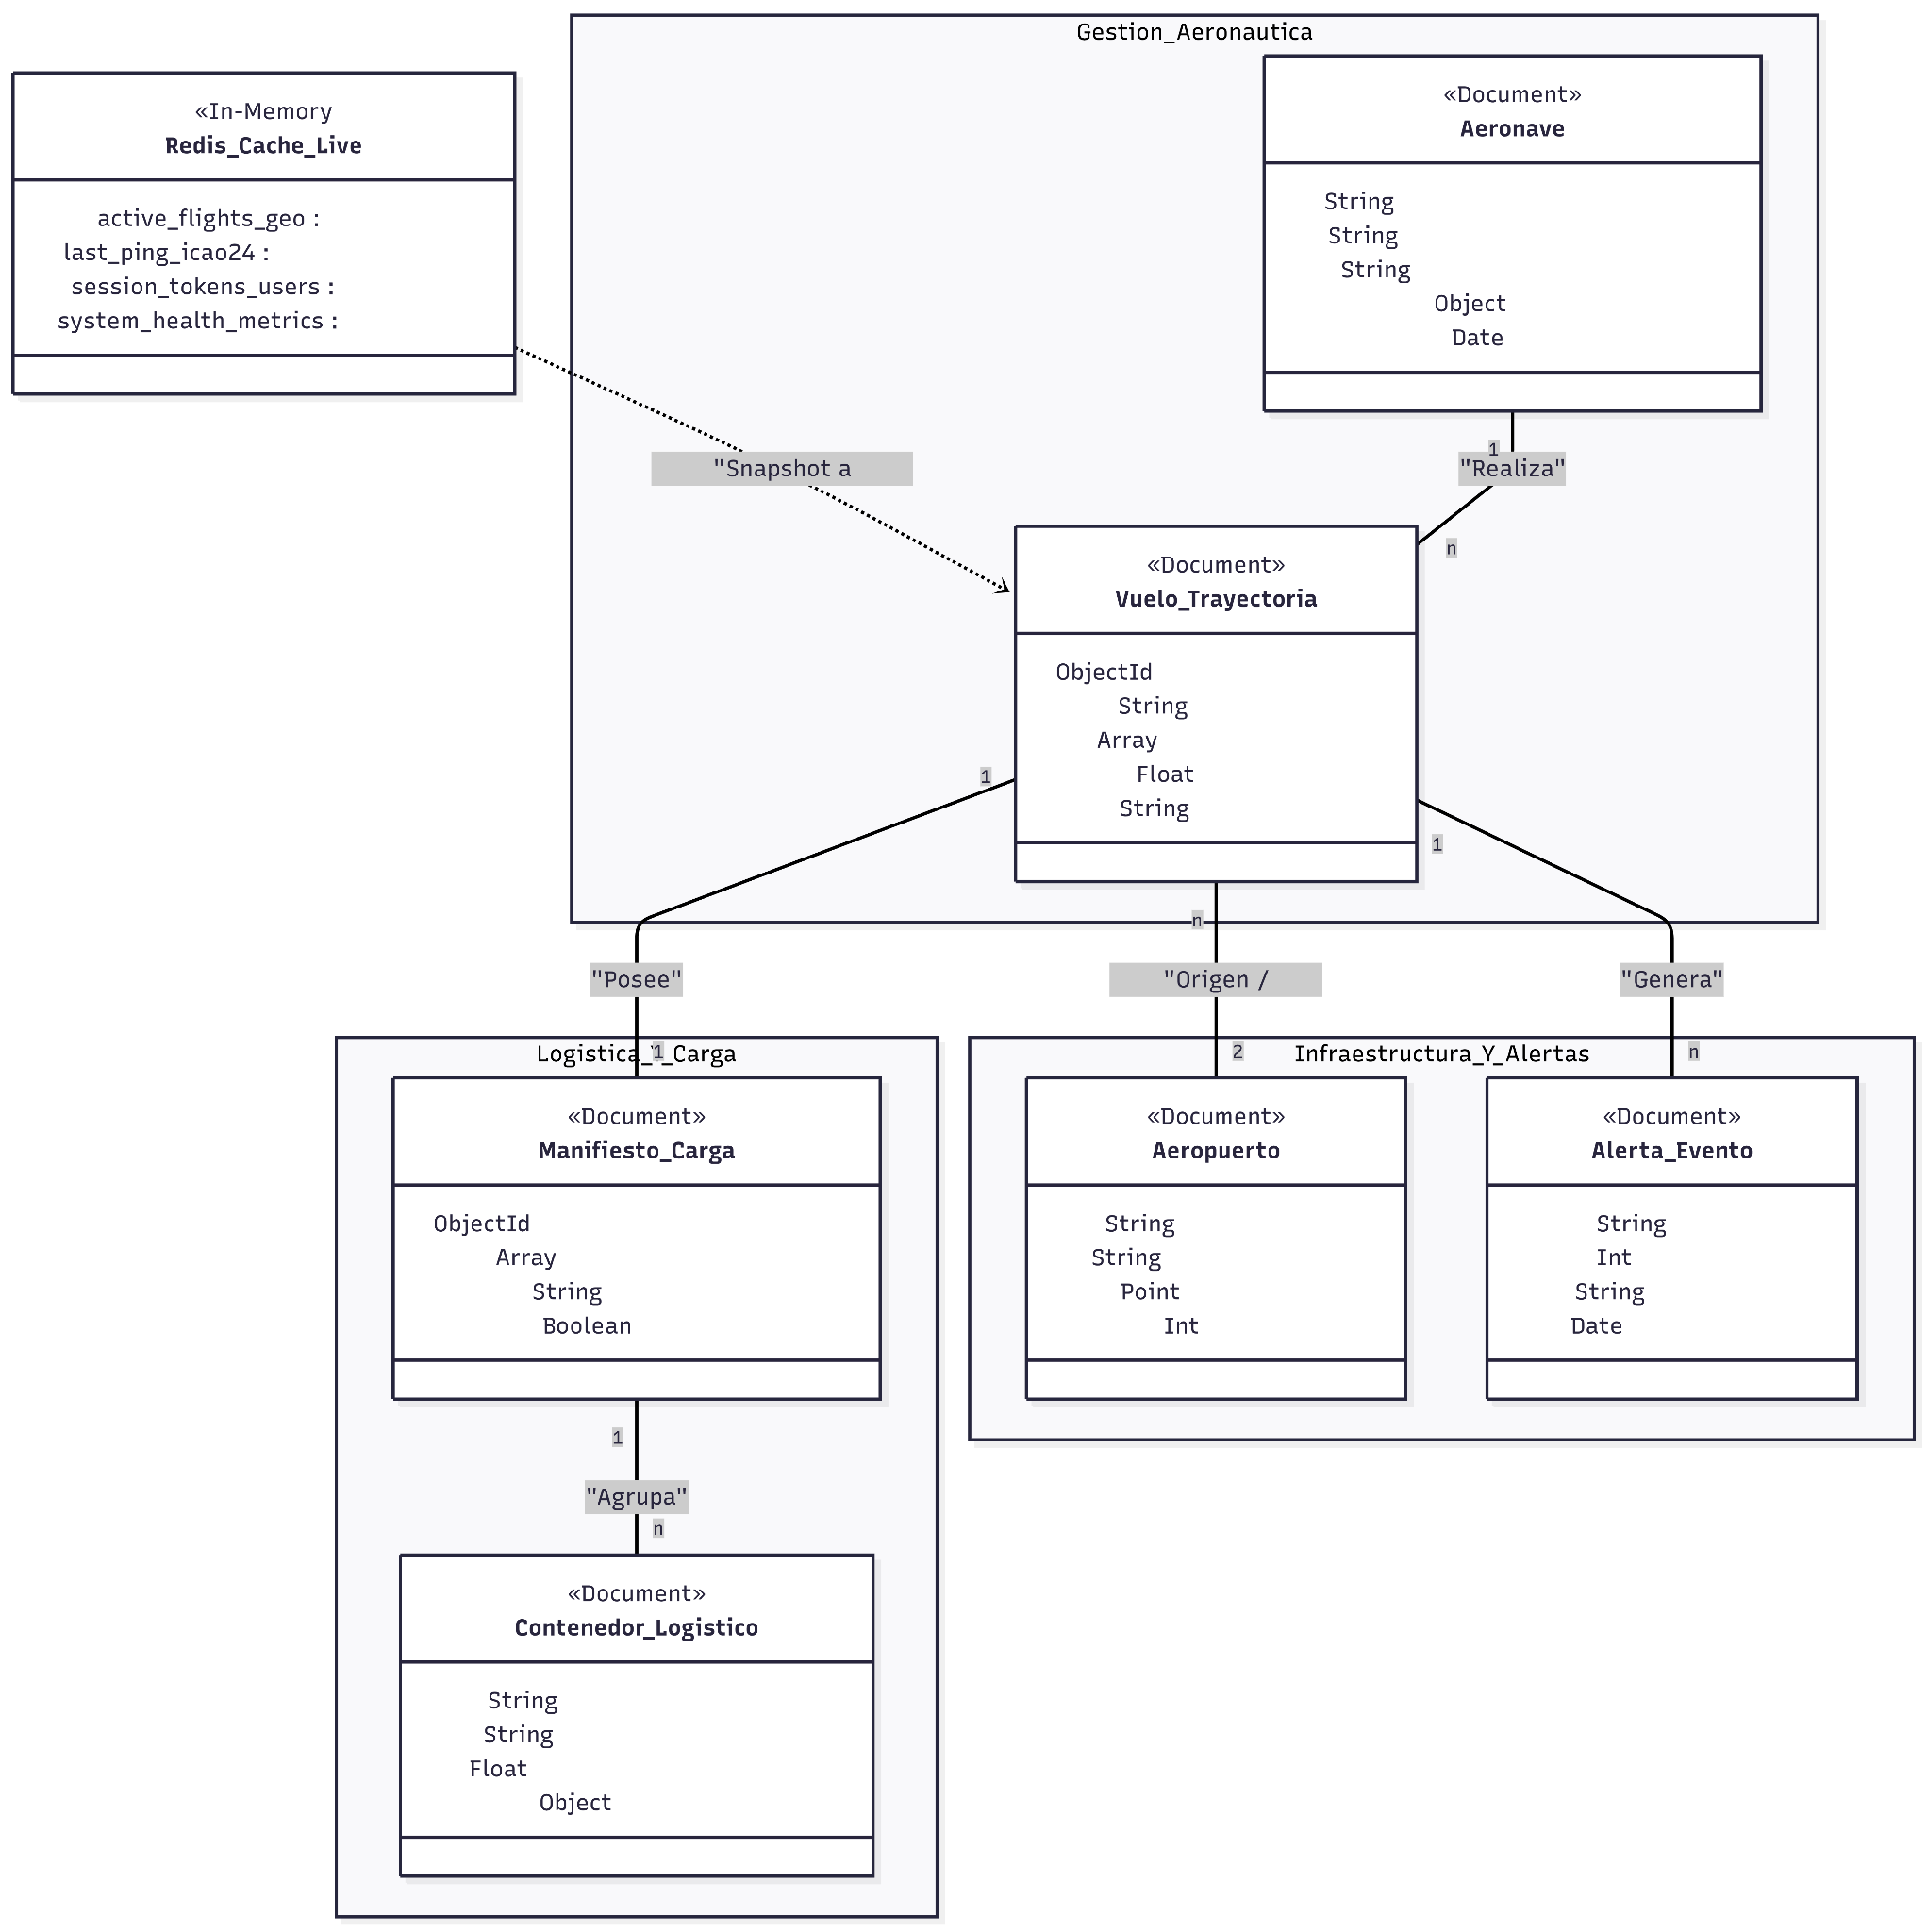 Gestion_Aeronautica
«In-Memory
Redis_Cache_Live
active_flights_geo :
last_ping_icao24 :
session_tokens_users :
system_health_metrics :
«Document»
Aeronave
String
String
String
Object
Date
1
"Realiza"
n
"Snapshot a
«Document»
Vuelo_Trayectoria
ObjectId
String
Array
Float
String
1
1
n
"Posee"
"Origen /
"Genera"
Logistica_Y_Carga
1
«Document»
Manifiesto_Carga
ObjectId
Array
String
Boolean
1
"Agrupa"
n
«Document»
Contenedor_Logistico
String
String
Float
Object
Infraestructura_Y_Alertas
2
n
«Document»
Aeropuerto
String
String
Point
Int
«Document»
Alerta_Evento
String
Int
String
Date